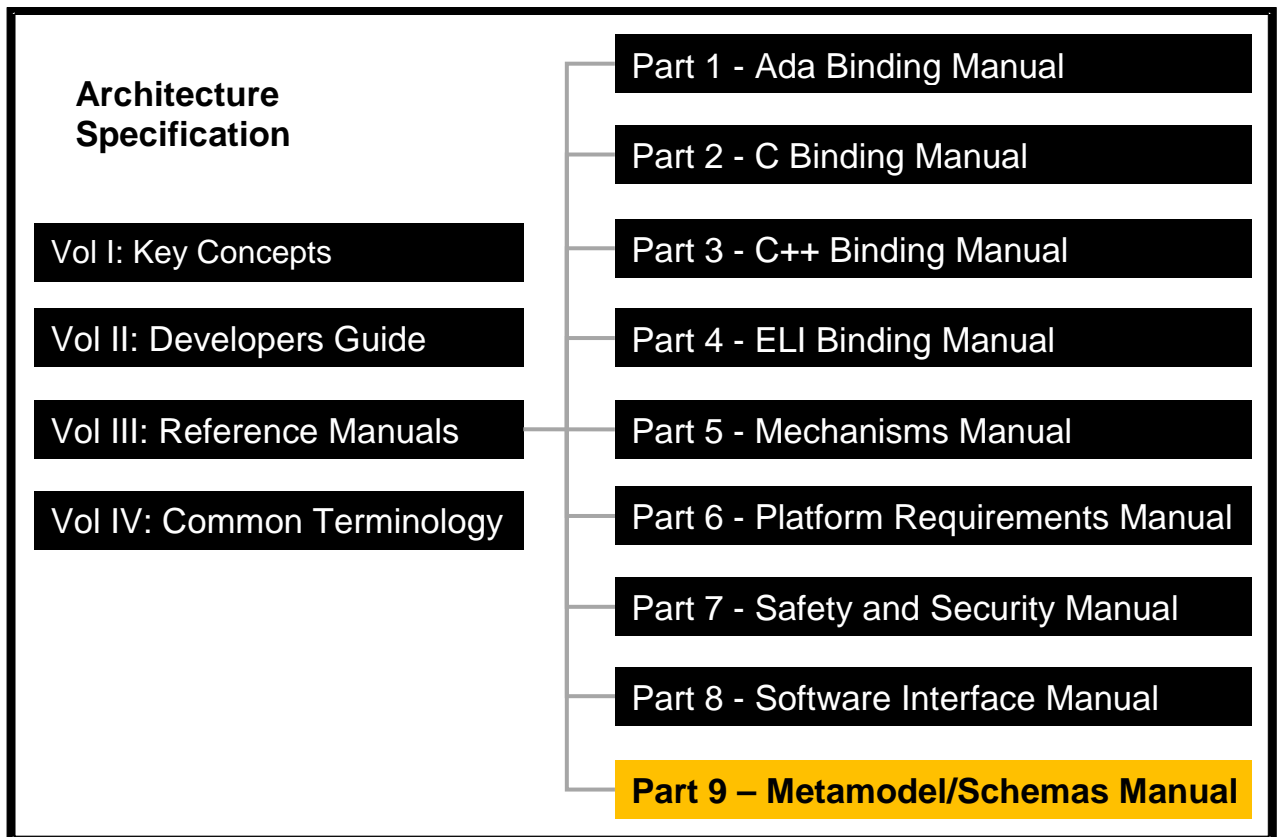 Architecture
Specification
Vol I: Key Concepts
Vol II: Developers Guide
Vol III: Reference Manuals
Vol IV: Common Terminology
Part 1 - Ada Binding Manual
Part 2 - C Binding Manual
Part 3 - C++ Binding Manual
Part 4 - ELI Binding Manual
Part 5 - Mechanisms Manual
Part 6 - Platform Requirements Manual
Part 7 - Safety and Security Manual
Part 8 - Software Interface Manual
Part 9 – Metamodel/Schemas Manual